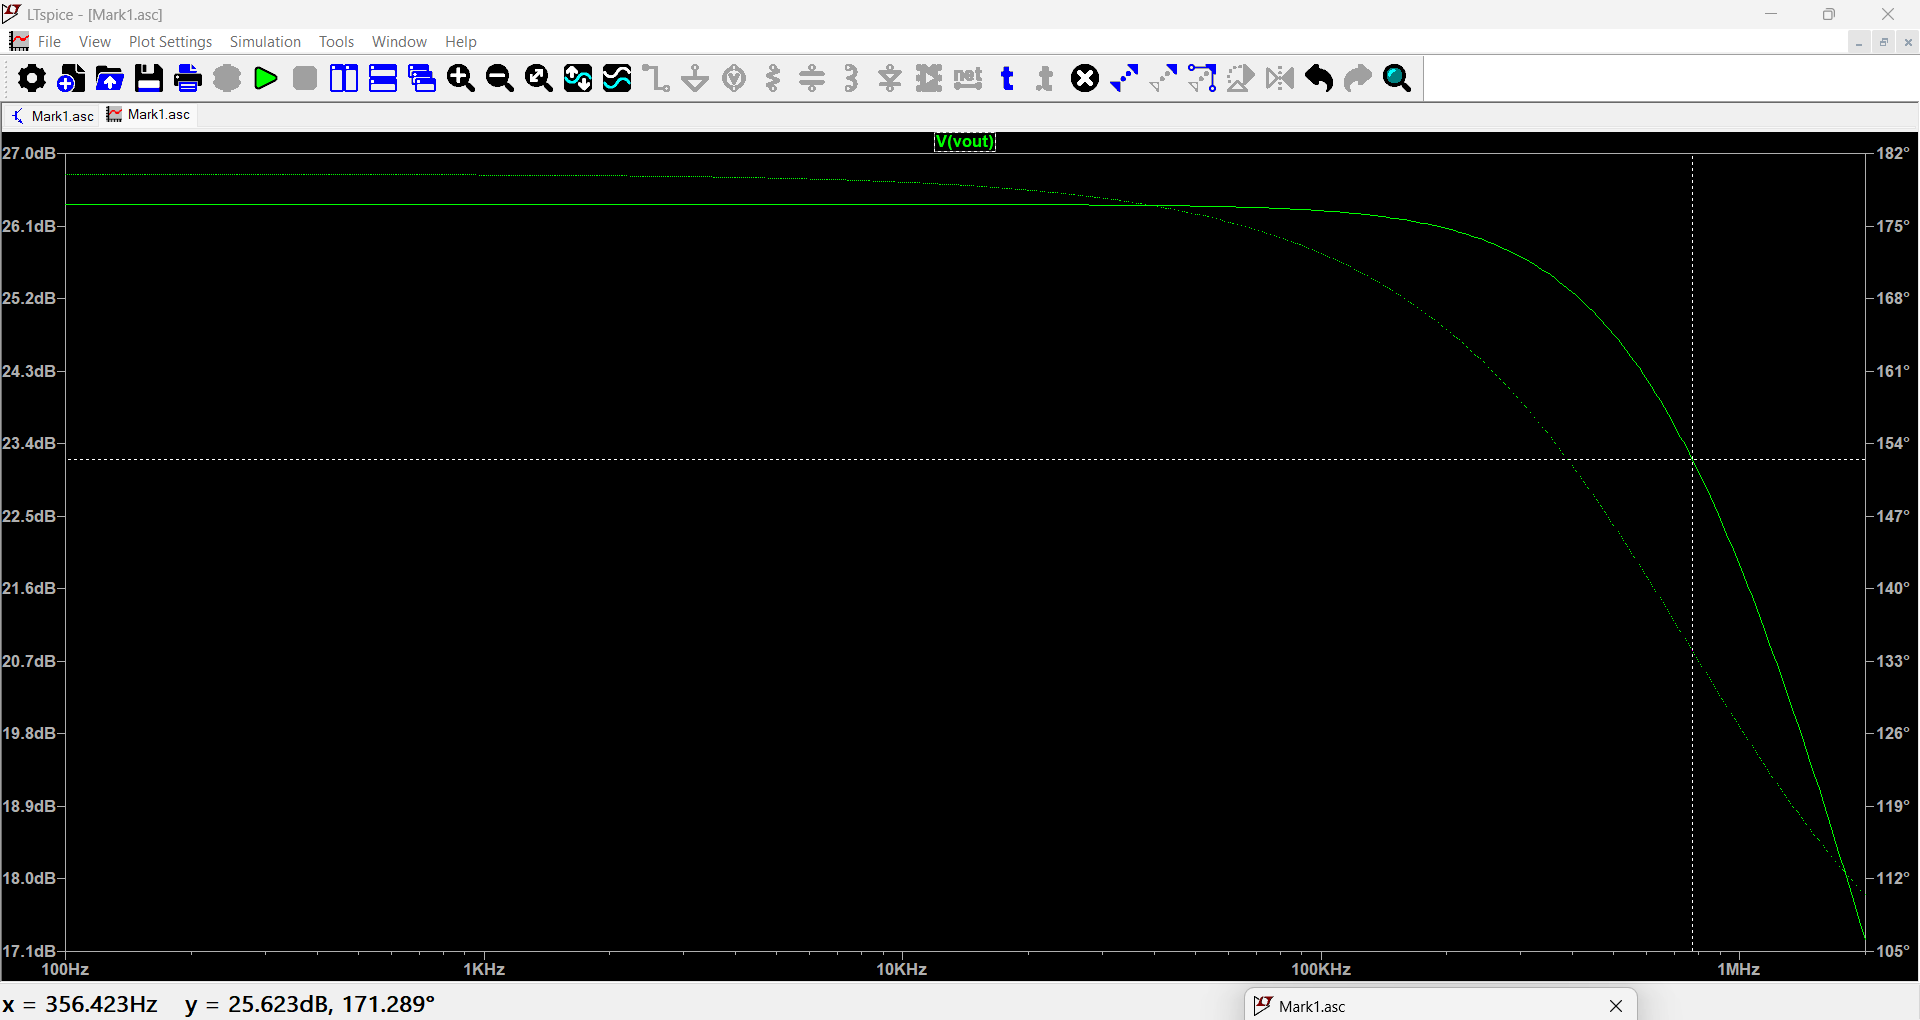 LTspice - [Mark1.asc]
File View Plot Settings Simulation Tools Window Help
net t .t
Mark1.asc Mark1.asc
V(vout)
27.0dB 182°
26.1dB 175°
25.2dB 168°
24.3dB 161°
23.4dB 154°
22.5dB 147°
21.6dB 140°
20.7dB 133°
19.8dB 126°
18.9dB 119°
18.0dB 112°
17.1dB 105°
100Hz 1KHz 10KHz 100KHz 1MHz
x = 356.423Hz y = 25.623dB, 171.289°
Mark1.asc